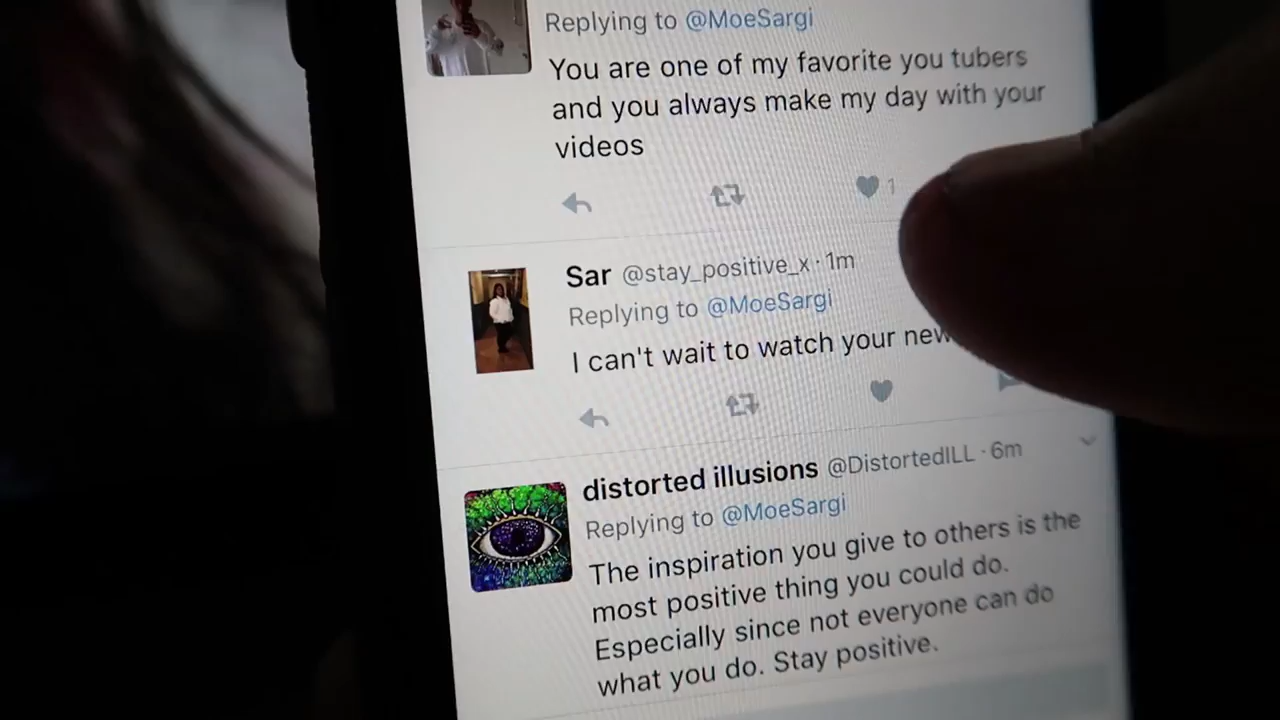 Replying to @MoeSargi
You are one of my favorite you tubers
and you always make my day with your
videos
1
Sar @stay_positive_x · 1m
Replying to @MoeSargi
I can't wait to watch your new
distorted illusions @DistortedILL · 6m
Replying to @MoeSargi
The inspiration you give to others is the
most positive thing you could do.
Especially since not everyone can do
what you do. Stay positive.